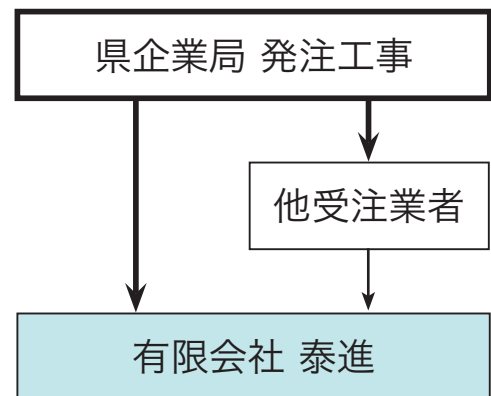 県企業局 発注工事
他受注業者
有限会社 泰進